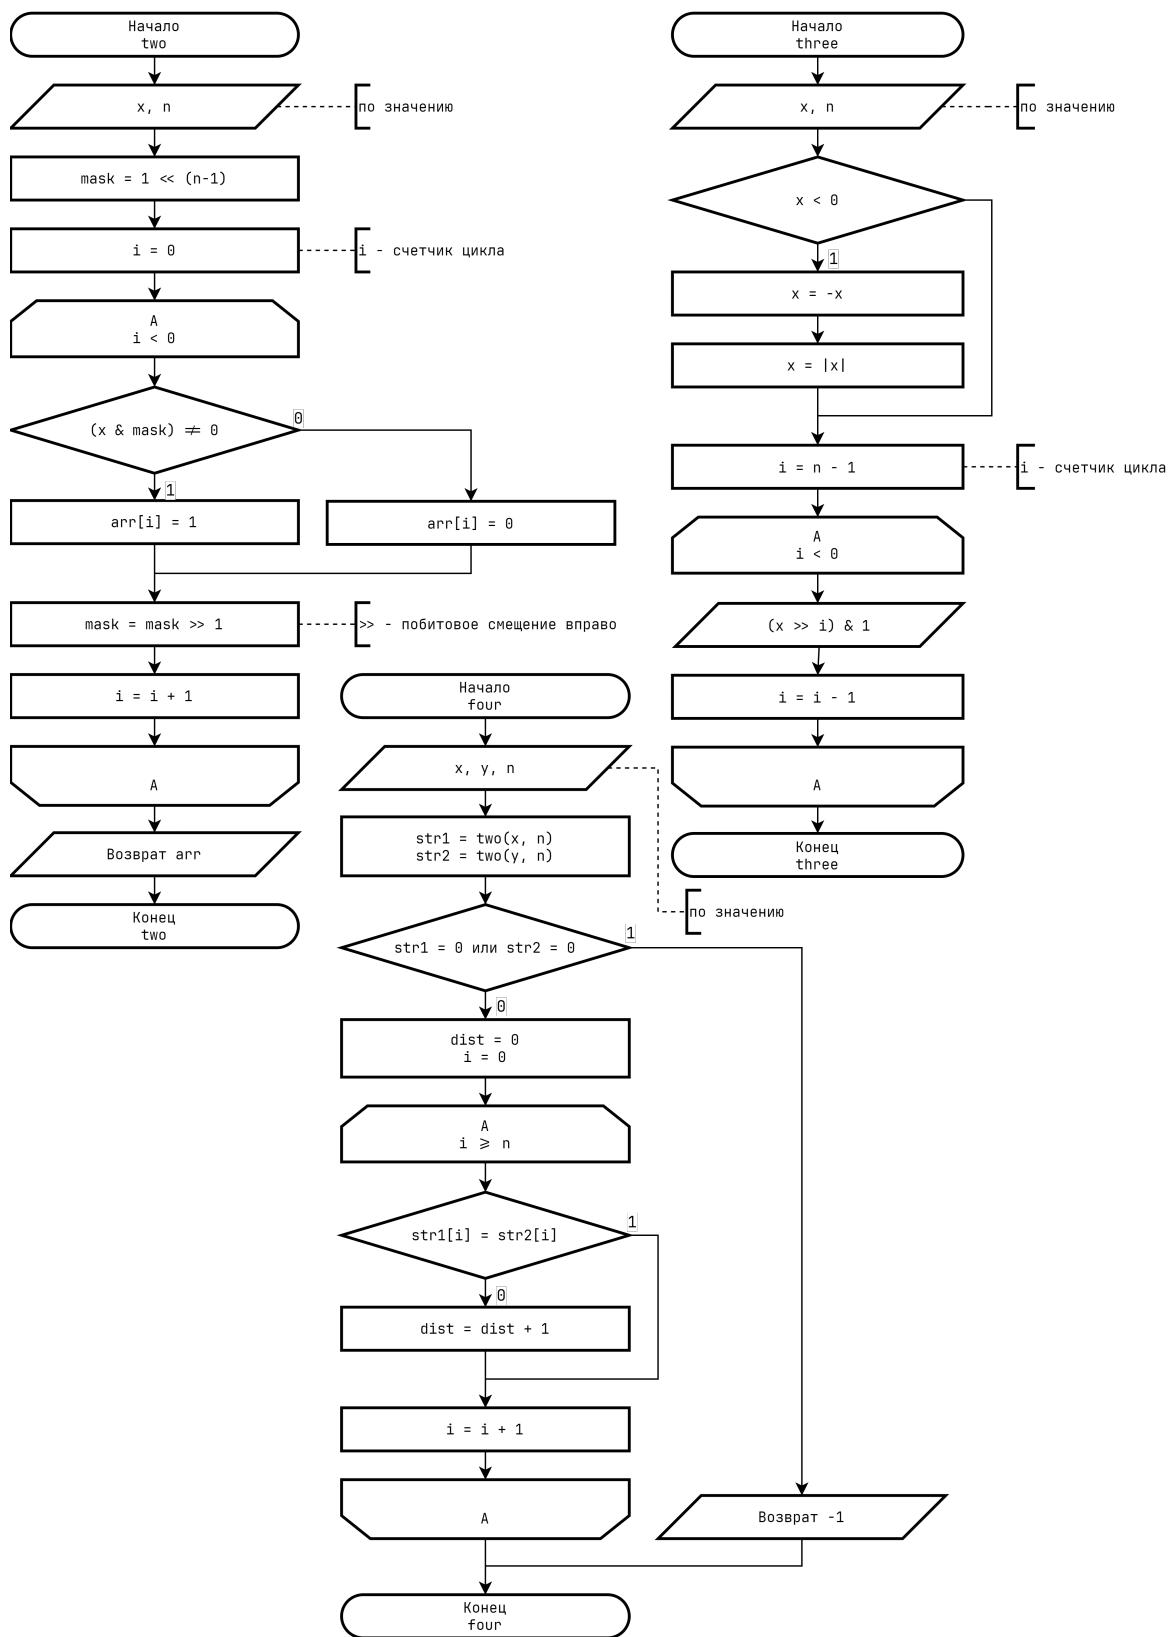 Начало
two
x, n
по значению
mask = 1 << (n-1)
i = 0
i - счетчик цикла
A
i < 0
(x & mask) ≠ 0
0
1
arr[i] = 1
arr[i] = 0
mask = mask >> 1
>> - побитовое смещение вправо
i = i + 1
A
Возврат arr
Конец
two
Начало
three
x, n
по значению
x < 0
1
x = -x
x = |x|
i = n - 1
i - счетчик цикла
A
i < 0
(x >> i) & 1
i = i - 1
A
Конец
three
Начало
four
x, y, n
по значению
str1 = two(x, n)
str2 = two(y, n)
str1 = 0 или str2 = 0
1
0
dist = 0
i = 0
A
i ⩾ n
str1[i] = str2[i]
1
0
dist = dist + 1
i = i + 1
A
Возврат -1
Конец
four